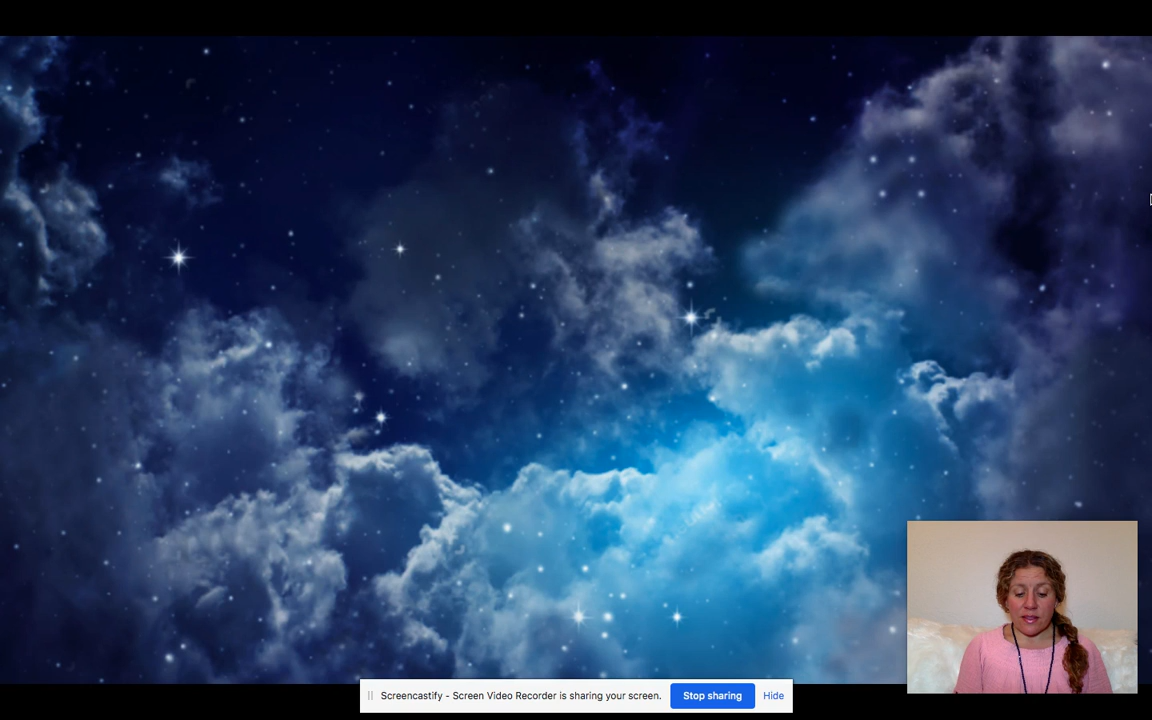 Screencastify - Screen Video Recorder is sharing your screen.
Stop sharing
Hide